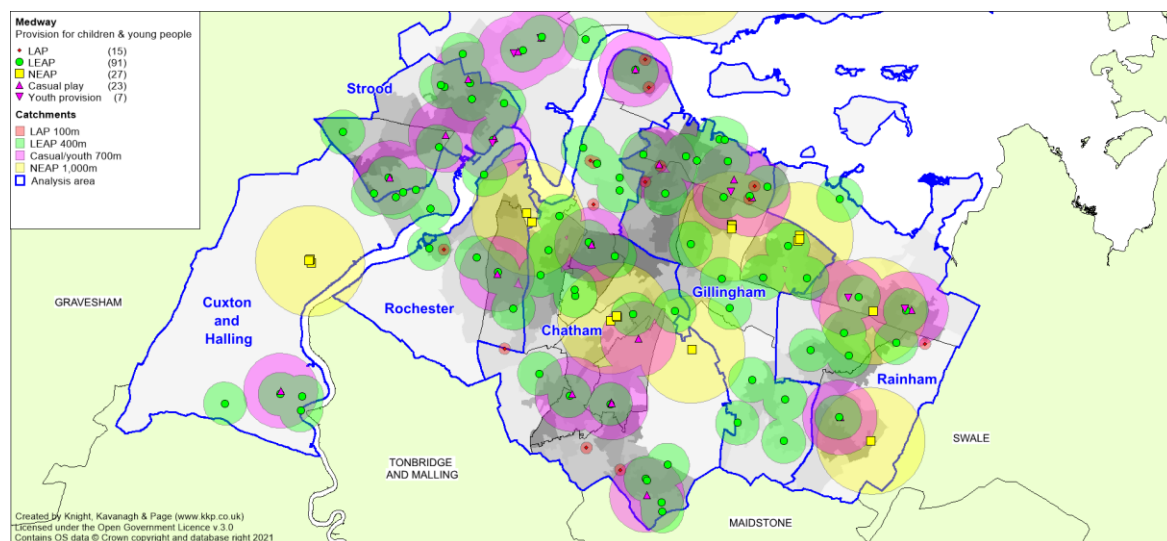 Medway
Provision for children & young people
LAP (15)
LEAP (91)
NEAP (27)
Casual play (23)
Youth provision (7)
Catchments
LAP 100m
LEAP 400m
Casual/youth 700m
NEAP 1,000m
Analysis area
Strood
GRAVESHAM
Cuxton
and
Halling
Rochester
Gillingham
Chatham
Rainham
SWALE
TONBRIDGE
AND MALLING
MAIDSTONE
Created by Knight, Kavanagh & Page (www.kkp.co.uk)
Licensed under the Open Government Licence v.3.0
Contains OS data © Crown copyright and database right 2021